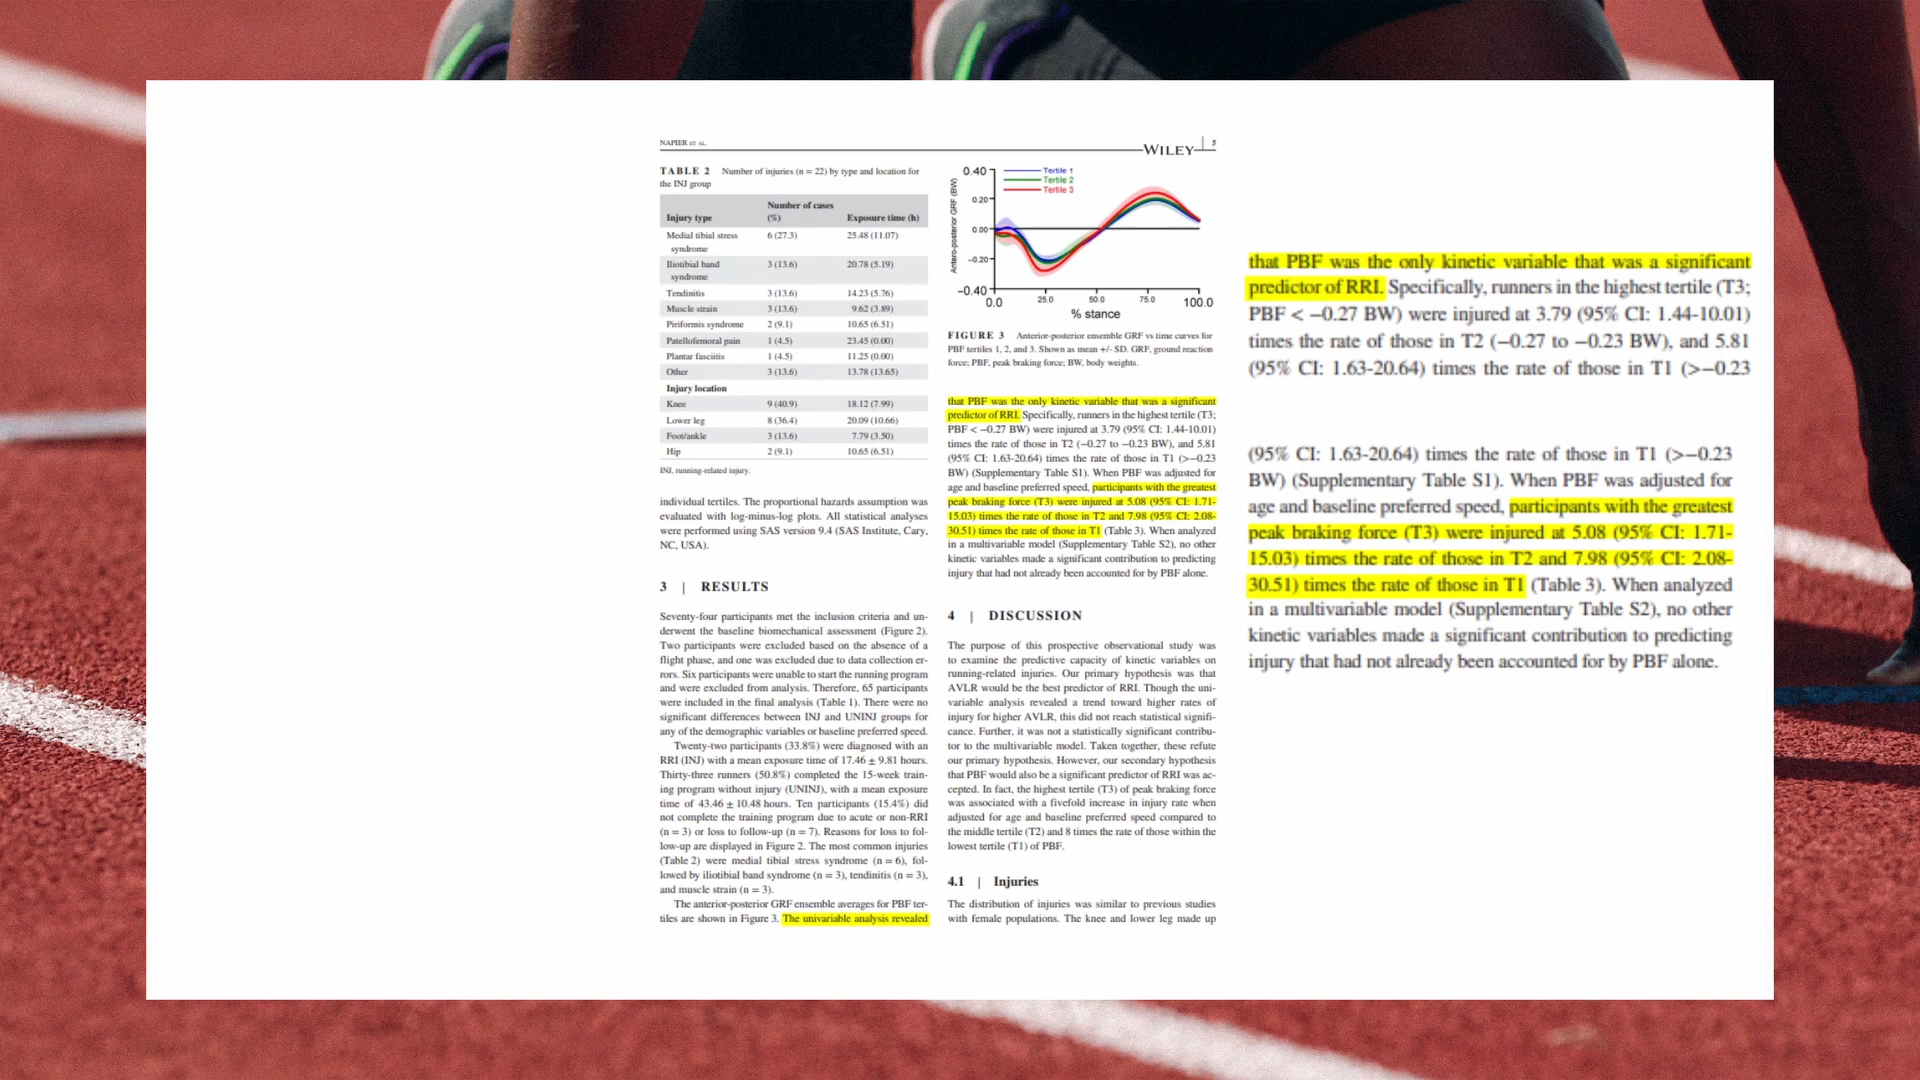 NAPIER ET AL.
WILEY
5
TABLE 2 Number of injuries (n = 22) by type and location for
the INJ group
Injury type Number of cases (%) Exposure time (h)
Medial tibial stress syndrome 6 (27.3) 25.48 (11.07)
Iliotibial band syndrome 3 (13.6) 20.78 (5.19)
Tendinitis 3 (13.6) 14.23 (5.76)
Muscle strain 3 (13.6) 9.62 (3.89)
Piriformis syndrome 2 (9.1) 10.65 (6.51)
Patellofemoral pain 1 (4.5) 23.45 (0.00)
Plantar fasciitis 1 (4.5) 11.25 (0.00)
Other 3 (13.6) 13.78 (13.65)
Injury location
Knee 9 (40.9) 18.12 (7.99)
Lower leg 8 (36.4) 20.09 (10.66)
Foot/ankle 3 (13.6) 7.79 (3.50)
Hip 2 (9.1) 10.65 (6.51)
INJ, running-related injury.
individual tertiles. The proportional hazards assumption was
evaluated with log-minus-log plots. All statistical analyses
were performed using SAS version 9.4 (SAS Institute, Cary,
NC, USA).
3 | RESULTS
Seventy-four participants met the inclusion criteria and un-
derwent the baseline biomechanical assessment (Figure 2).
Two participants were excluded based on the absence of a
flight phase, and one was excluded due to data collection er-
rors. Six participants were unable to start the running program
and were excluded from analysis. Therefore, 65 participants
were included in the final analysis (Table 1). There were no
significant differences between INJ and UNINJ groups for
any of the demographic variables or baseline preferred speed.
Twenty-two participants (33.8%) were diagnosed with an
RRI (INJ) with a mean exposure time of 17.46 ± 9.81 hours.
Thirty-three runners (50.8%) completed the 15-week train-
ing program without injury (UNINJ), with a mean exposure
time of 43.46 ± 10.48 hours. Ten participants (15.4%) did
not complete the training program due to acute or non-RRI
(n = 3) or loss to follow-up (n = 7). Reasons for loss to fol-
low-up are displayed in Figure 2. The most common injuries
(Table 2) were medial tibial stress syndrome (n = 6), fol-
lowed by iliotibial band syndrome (n = 3), tendinitis (n = 3),
and muscle strain (n = 3).
The anterior-posterior GRF ensemble averages for PBF ter-
tiles are shown in Figure 3. The univariable analysis revealed
Antero-posterior GRF (BW)
0.40
0.20
0.00
−0.20
−0.40
Tertile 1
Tertile 2
Tertile 3
0.0 25.0 50.0 75.0 100.0
% stance
FIGURE 3 Anterior-posterior ensemble GRF vs time curves for
PBF tertiles 1, 2, and 3. Shown as mean +/- SD. GRF, ground reaction
force; PBF, peak braking force; BW, body weights.
that PBF was the only kinetic variable that was a significant
predictor of RRI. Specifically, runners in the highest tertile (T3;
PBF < −0.27 BW) were injured at 3.79 (95% CI: 1.44-10.01)
times the rate of those in T2 (−0.27 to −0.23 BW), and 5.81
(95% CI: 1.63-20.64) times the rate of those in T1 (>−0.23
BW) (Supplementary Table S1). When PBF was adjusted for
age and baseline preferred speed, participants with the greatest
peak braking force (T3) were injured at 5.08 (95% CI: 1.71-
15.03) times the rate of those in T2 and 7.98 (95% CI: 2.08-
30.51) times the rate of those in T1 (Table 3). When analyzed
in a multivariable model (Supplementary Table S2), no other
kinetic variables made a significant contribution to predicting
injury that had not already been accounted for by PBF alone.
4 | DISCUSSION
The purpose of this prospective observational study was
to examine the predictive capacity of kinetic variables on
running-related injuries. Our primary hypothesis was that
AVLR would be the best predictor of RRI. Though the uni-
variable analysis revealed a trend toward higher rates of
injury for higher AVLR, this did not reach statistical signifi-
cance. Further, it was not a statistically significant contribu-
tor to the multivariable model. Taken together, these refute
our primary hypothesis. However, our secondary hypothesis
that PBF would also be a significant predictor of RRI was ac-
cepted. In fact, the highest tertile (T3) of peak braking force
was associated with a fivefold increase in injury rate when
adjusted for age and baseline preferred speed compared to
the middle tertile (T2) and 8 times the rate of those within the
lowest tertile (T1) of PBF.
4.1 | Injuries
The distribution of injuries was similar to previous studies
with female populations. The knee and lower leg made up
that PBF was the only kinetic variable that was a significant
predictor of RRI. Specifically, runners in the highest tertile (T3;
PBF < −0.27 BW) were injured at 3.79 (95% CI: 1.44-10.01)
times the rate of those in T2 (−0.27 to −0.23 BW), and 5.81
(95% CI: 1.63-20.64) times the rate of those in T1 (>−0.23
(95% CI: 1.63-20.64) times the rate of those in T1 (>−0.23
BW) (Supplementary Table S1). When PBF was adjusted for
age and baseline preferred speed, participants with the greatest
peak braking force (T3) were injured at 5.08 (95% CI: 1.71-
15.03) times the rate of those in T2 and 7.98 (95% CI: 2.08-
30.51) times the rate of those in T1 (Table 3). When analyzed
in a multivariable model (Supplementary Table S2), no other
kinetic variables made a significant contribution to predicting
injury that had not already been accounted for by PBF alone.